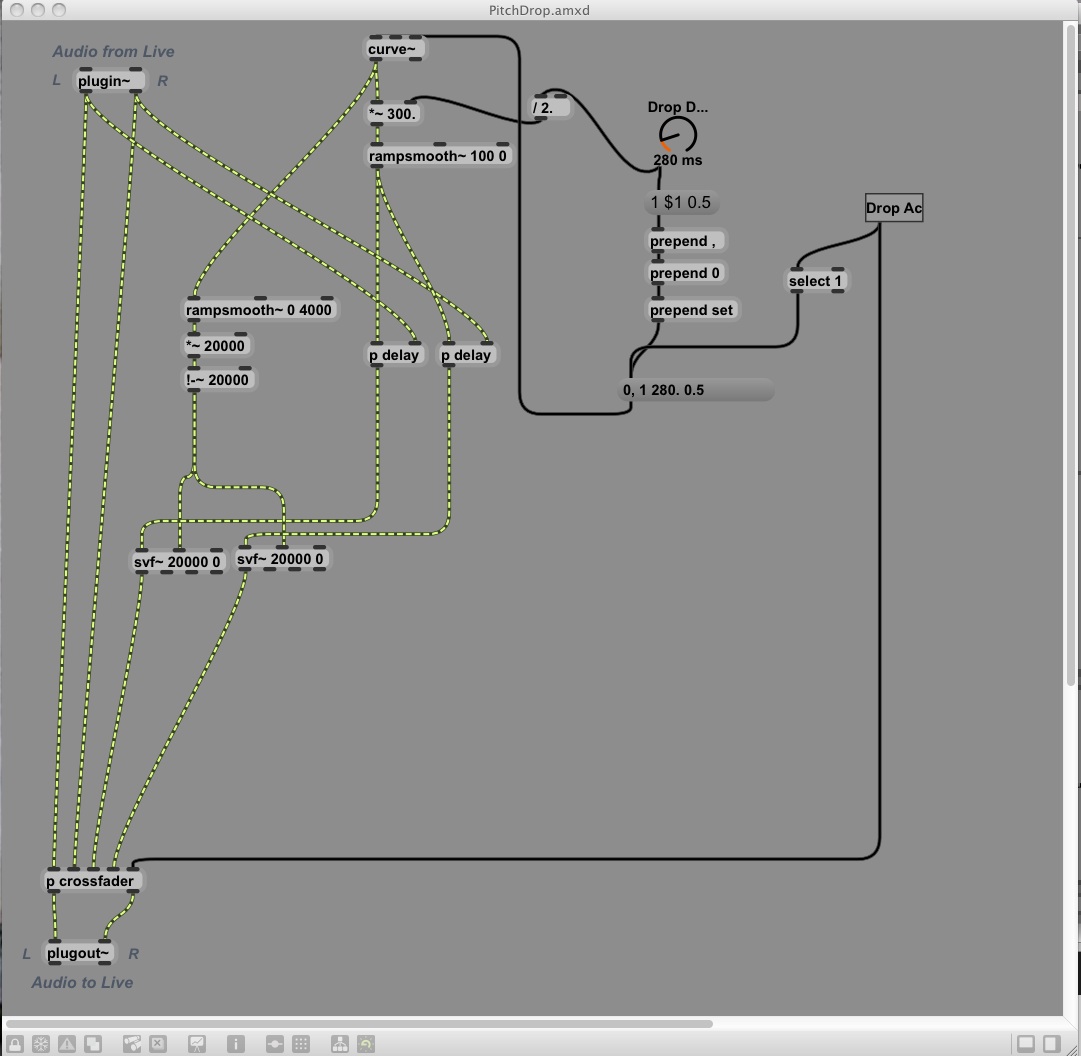 PitchDrop.amxd
Audio from Live
L
plugin~
R
curve~
*~ 300.
/ 2.
Drop D...
280 ms
rampsmooth~ 100 0
1 $1 0.5
Drop Ac
prepend ,
prepend 0
select 1
rampsmooth~ 0 4000
prepend set
*~ 20000
p delay
p delay
!-~ 20000
0, 1 280. 0.5
svf~ 20000 0
svf~ 20000 0
p crossfader
L
plugout~
R
Audio to Live